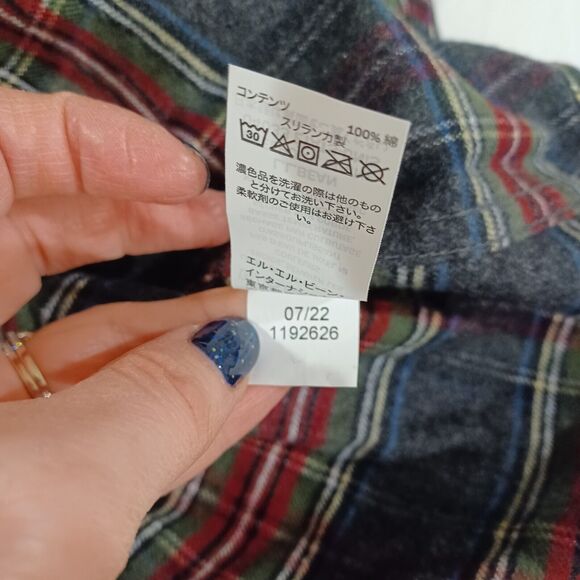 コンテンツ
100% 綿
スリランカ製
30
濃色品を洗濯の際は他のもの
と分けてお洗い下さい。
柔軟剤のご使用はお避け下さ
い。
エル・エル・ビーン・
インターナシ
東京
07/22
1192626